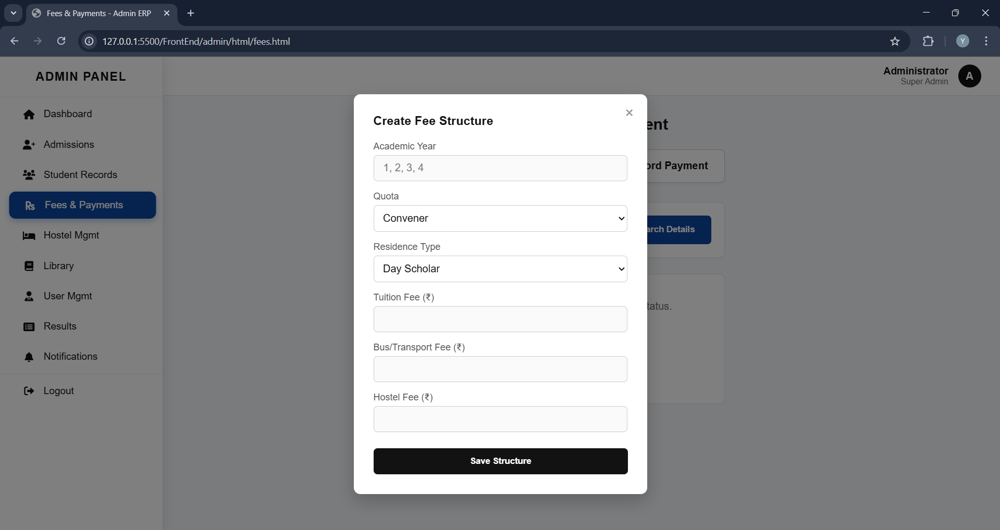 Fees & Payments - Admin ERP
127.0.0.1:5500/FrontEnd/admin/html/fees.html
Y
ADMIN PANEL
Administrator
Super Admin
A
Dashboard
Admissions
Student Records
Rs Fees & Payments
Hostel Mgmt
Library
User Mgmt
Results
Notifications
Logout
Create Fee Structure
Academic Year
1, 2, 3, 4
Quota
Convener
Residence Type
Day Scholar
Tuition Fee (₹)
Bus/Transport Fee (₹)
Hostel Fee (₹)
Save Structure
ent
ord Payment
arch Details
tatus.